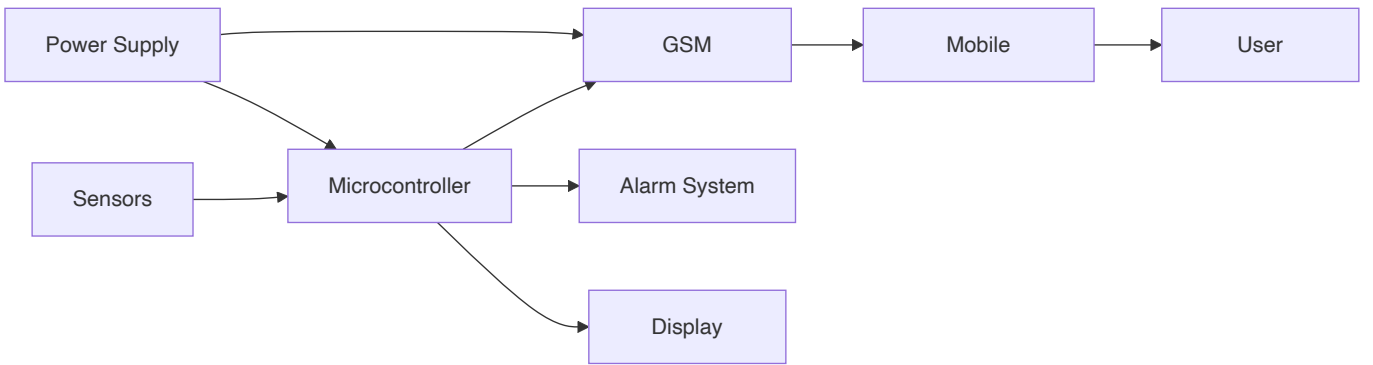 Power Supply
GSM
Mobile
User
Sensors
Microcontroller
Alarm System
Display